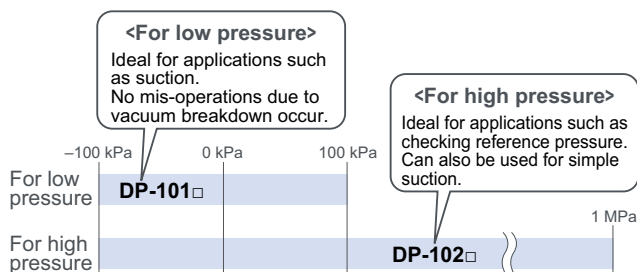 <For low pressure>
Ideal for applications such
as suction.
No mis-operations due to
vacuum breakdown occur.
<For high pressure>
Ideal for applications such as
checking reference pressure.
Can also be used for simple
suction.
–100 kPa 0 kPa 100 kPa
For low
pressure
DP-101□
1 MPa
For high
pressure
DP-102□